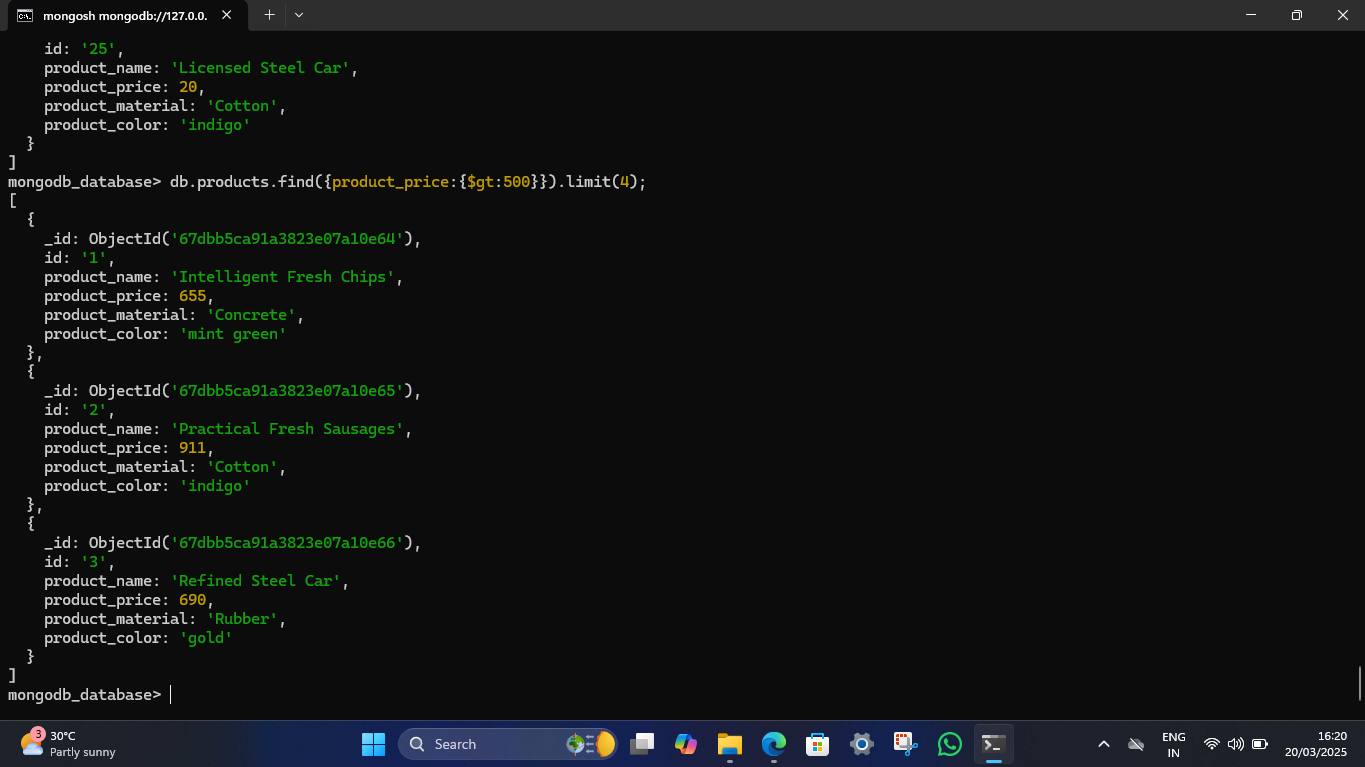 mongosh mongodb://127.0.0.
id: '25',
product_name: 'Licensed Steel Car',
product_price: 20,
product_material: 'Cotton',
product_color: 'indigo'
}
]
mongodb_database> db.products.find({product_price:{$gt:500}}).limit(4);
[
{
_id: ObjectId('67dbb5ca91a3823e07a10e64'),
id: '1',
product_name: 'Intelligent Fresh Chips',
product_price: 655,
product_material: 'Concrete',
product_color: 'mint green'
},
{
_id: ObjectId('67dbb5ca91a3823e07a10e65'),
id: '2',
product_name: 'Practical Fresh Sausages',
product_price: 911,
product_material: 'Cotton',
product_color: 'indigo'
},
{
_id: ObjectId('67dbb5ca91a3823e07a10e66'),
id: '3',
product_name: 'Refined Steel Car',
product_price: 690,
product_material: 'Rubber',
product_color: 'gold'
}
]
mongodb_database>
3
30°C
Partly sunny
Search
ENG
IN
16:20
20/03/2025